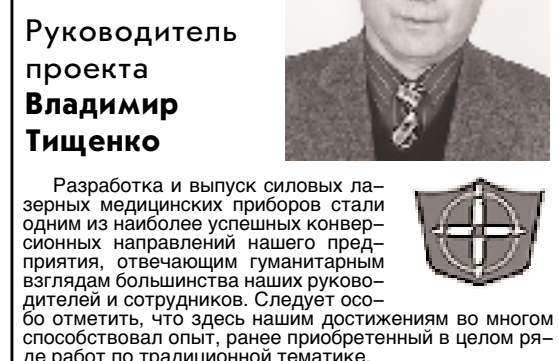 Руководитель
проекта
Владимир
Тищенко
Разработка и выпуск силовых ла-
зерных медицинских приборов стали
одним из наиболее успешных конвер-
сионных направлений нашего пред-
приятия, отвечающим гуманитарным
взглядам большинства наших руково-
дителей и сотрудников. Следует осо-
бо отметить, что здесь нашим достижениям во многом
способствовал опыт, ранее приобретенный в целом ря-
де работ по традиционной тематике.